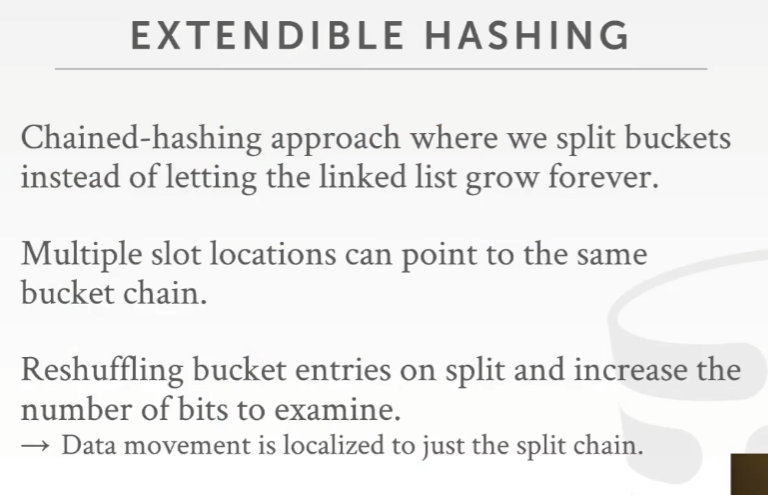 EXTENDIBLE HASHING
Chained-hashing approach where we split buckets
instead of letting the linked list grow forever.
Multiple slot locations can point to the same
bucket chain.
Reshuffling bucket entries on split and increase the
number of bits to examine.
→ Data movement is localized to just the split chain.